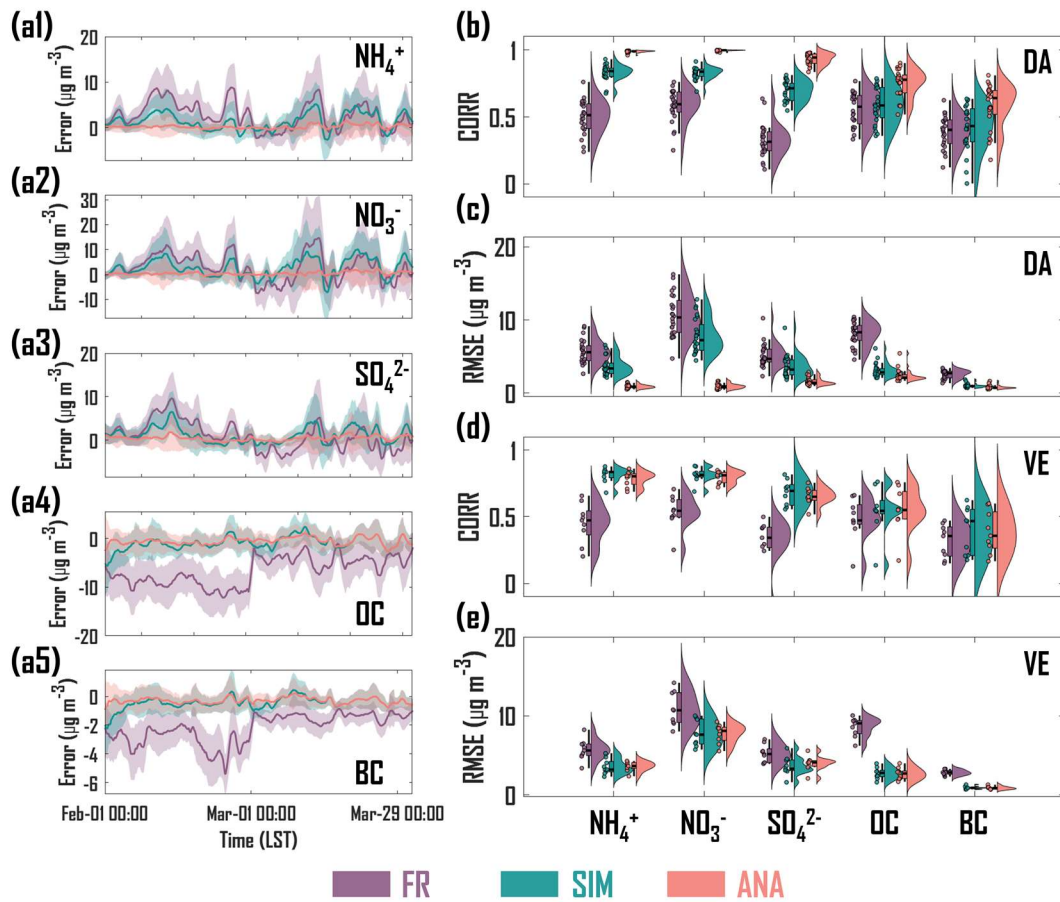 (a1)
20
10
0
Error (μg m-3)
NH4+
(a2)
30
20
10
0
-10
Error (μg m-3)
NO3-
(a3)
20
10
0
Error (μg m-3)
SO42-
(a4)
0
-10
-20
Error (μg m-3)
OC
(a5)
0
-2
-4
-6
Error (μg m-3)
BC
Feb-01 00:00 Mar-01 00:00 Mar-29 00:00
Time (LST)
(b)
1
0.5
0
CORR
DA
(c)
20
10
0
RMSE (μg m-3)
DA
(d)
1
0.5
0
CORR
VE
(e)
20
10
0
RMSE (μg m-3)
VE
NH4+ NO3- SO42- OC BC
FR SIM ANA